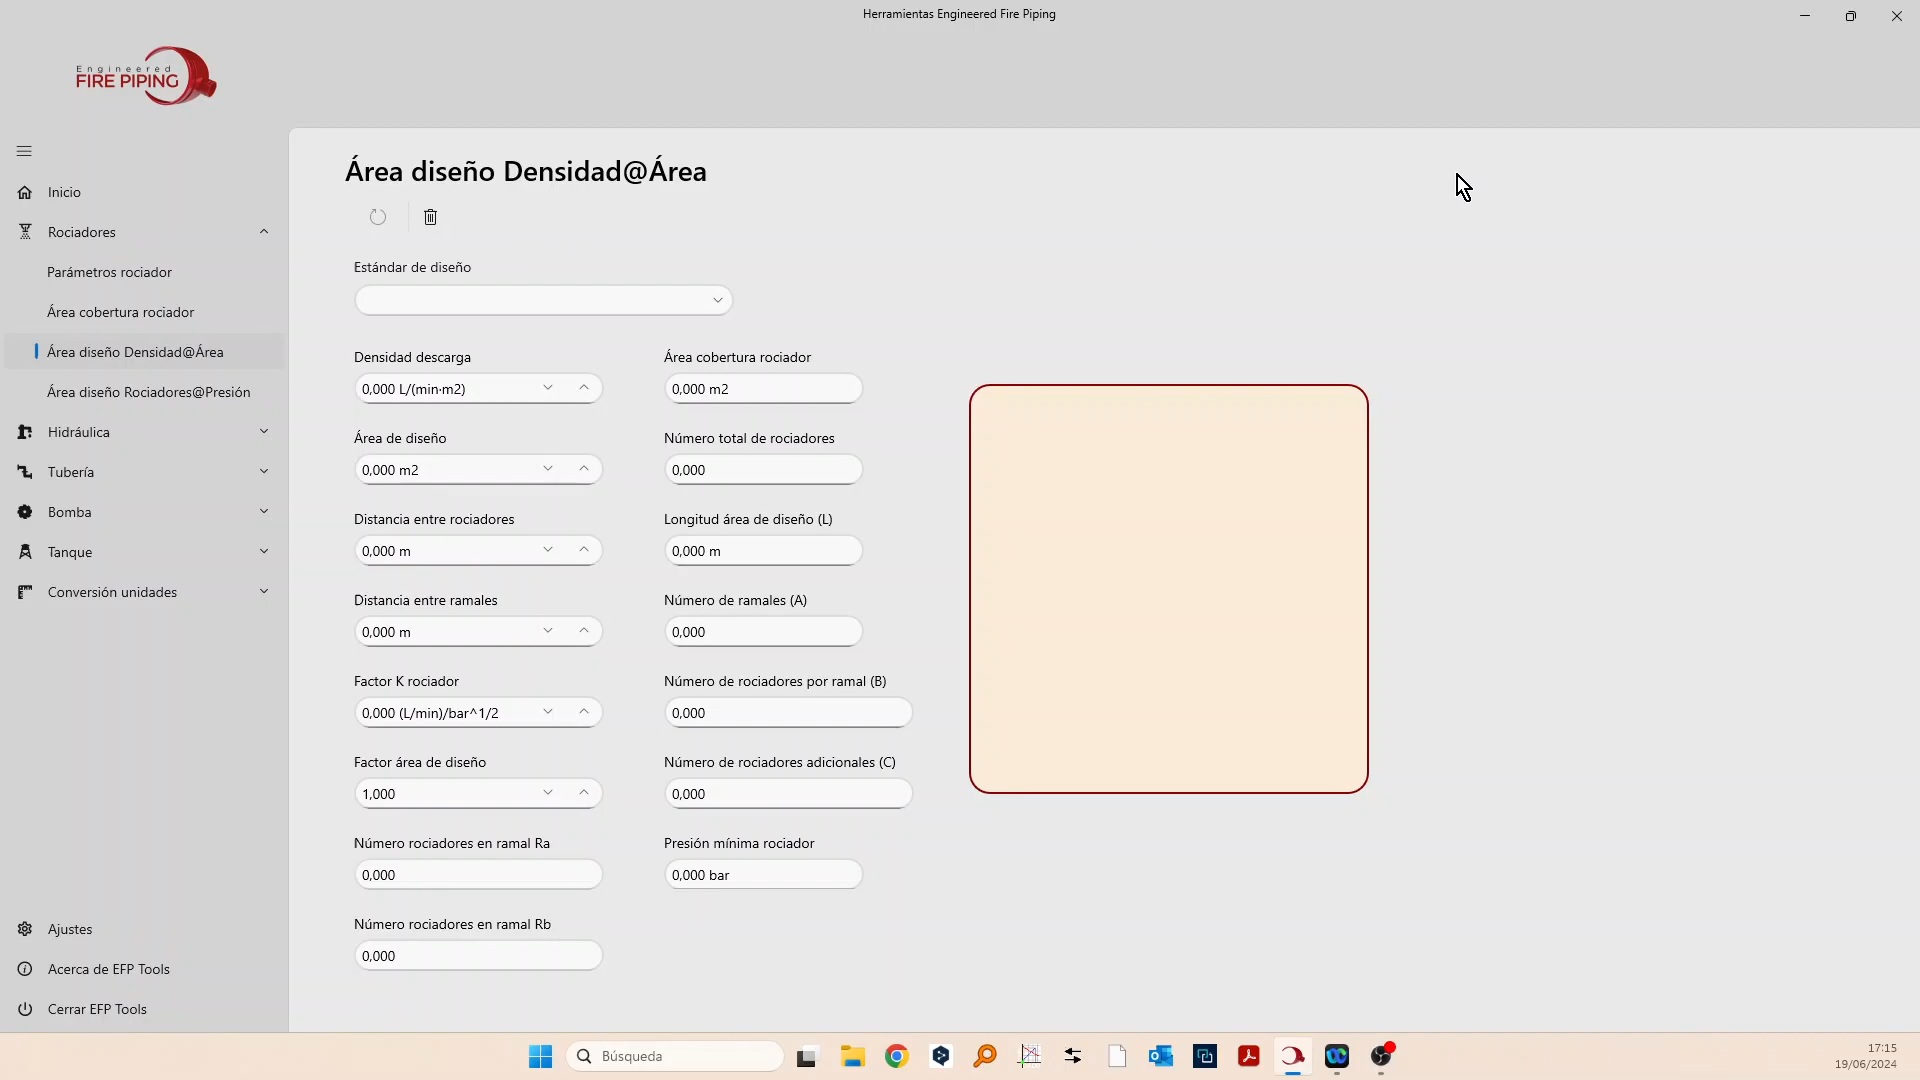 Herramientas Engineered Fire Piping
Engineered
FIRE PIPING
Inicio
Rociadores
Parámetros rociador
Área cobertura rociador
Área diseño Densidad@Área
Área diseño Rociadores@Presión
Hidráulica
Tubería
Bomba
Tanque
Conversión unidades
Ajustes
Acerca de EFP Tools
Cerrar EFP Tools
Área diseño Densidad@Área
Estándar de diseño
Densidad descarga
0,000 L/(min·m2)
Área de diseño
0,000 m2
Distancia entre rociadores
0,000 m
Distancia entre ramales
0,000 m
Factor K rociador
0,000 (L/min)/bar^1/2
Factor área de diseño
1,000
Número rociadores en ramal Ra
0,000
Número rociadores en ramal Rb
0,000
Área cobertura rociador
0,000 m2
Número total de rociadores
0,000
Longitud área de diseño (L)
0,000 m
Número de ramales (A)
0,000
Número de rociadores por ramal (B)
0,000
Número de rociadores adicionales (C)
0,000
Presión mínima rociador
0,000 bar
Búsqueda
17:15
19/06/2024